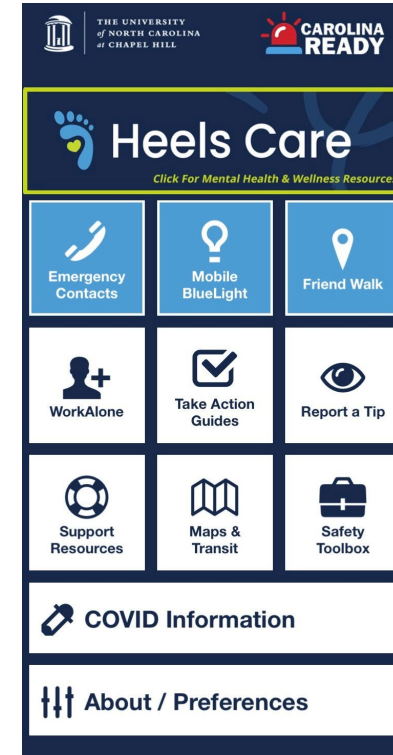 THE UNIVERSITY
of NORTH CAROLINA
at CHAPEL HILL
CAROLINA
READY
Heels Care
Click For Mental Health & Wellness Resources
Emergency
Contacts
Mobile
BlueLight
Friend Walk
WorkAlone
Take Action
Guides
Report a Tip
Support
Resources
Maps &
Transit
Safety
Toolbox
COVID Information
About / Preferences